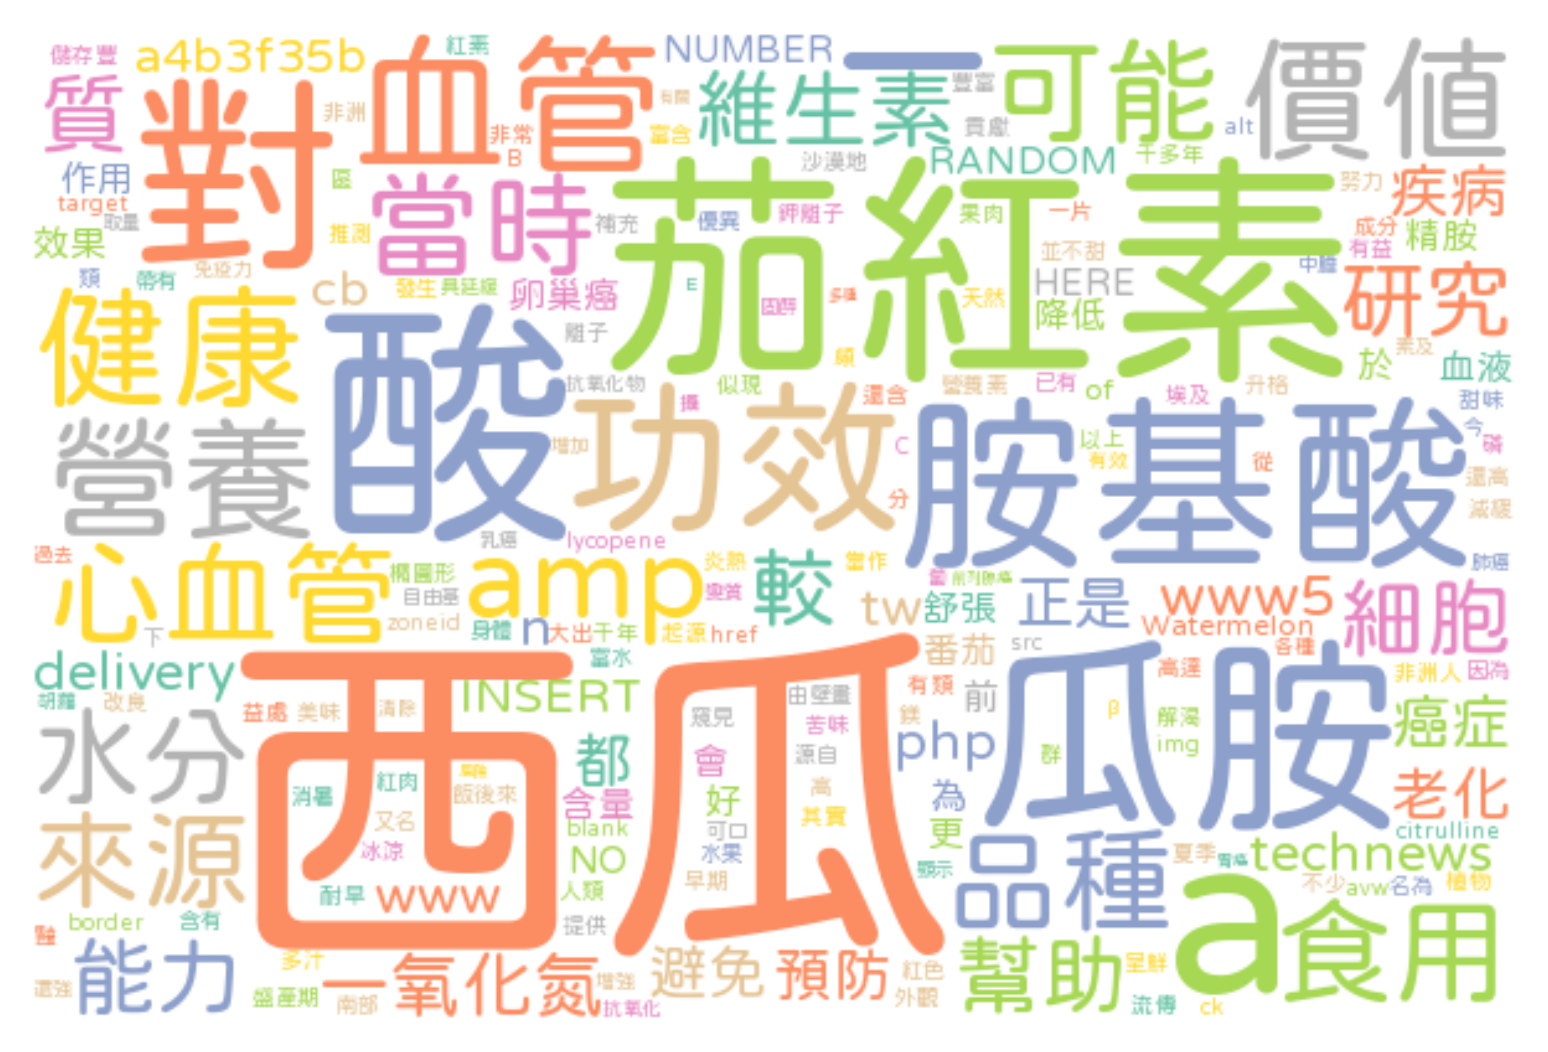 儲存
a4b3f35b
紅素
NUMBER
一
可能
價值
質
對
血管
維生素
豐富
貢獻
alt
非洲
非常
B
富含
沙漠地
RANDOM
千多年
作用
target
取量
效果
區
推測
當時
補充
優異
鉀離子
茄紅素
果肉
一片
並不甜
努力
疾病
成分
有益
精胺
類
帶有
免疫力
cb
發生
具延緩
卵巢癌
E
多種
天然
HERE
降低
中膽
研究
健康
酸
離子
抗氧化物
似現
攝
還含
營養素
已有
of
埃及
升格
於
素及
血液
甜味
今
營養
增加
功效
C
分
胺基酸
以上
有效
從
還高
減緩
過去
乳癌
lycopene
肺癌
心血管
橢圓形
自由基
zoneid
amp
炎熱
較
當作
tw
舒張
正是
www5
Watermelon
細胞
下
身體
n
大出
千年
起源
href
番茄
src
各種
delivery
富水
高達
非洲人
因為
胡蘿
改良
西瓜
益處
美味
清除
INSERT
窺見
由壁畫
苦味
有類
前
鎂
php
瓜胺
β
解渴
img
群
癌症
水分
消暑
紅肉
飯後來
又名
冰涼
都
含量
blank
會
好
可口
源自
高
其實
為
更
老化
citrulline
來源
耐旱
www
NO
人類
水果
早期
顯示
品種
夏季
胃癌
technews
不少
avw
名為
植物
border
含有
提供
a
食用
能力
多汁
盛產期
南部
一氧化氮
增強
抗氧化
避免
預防
紅色
外觀
幫助
呈鮮
流傳
ck
還強